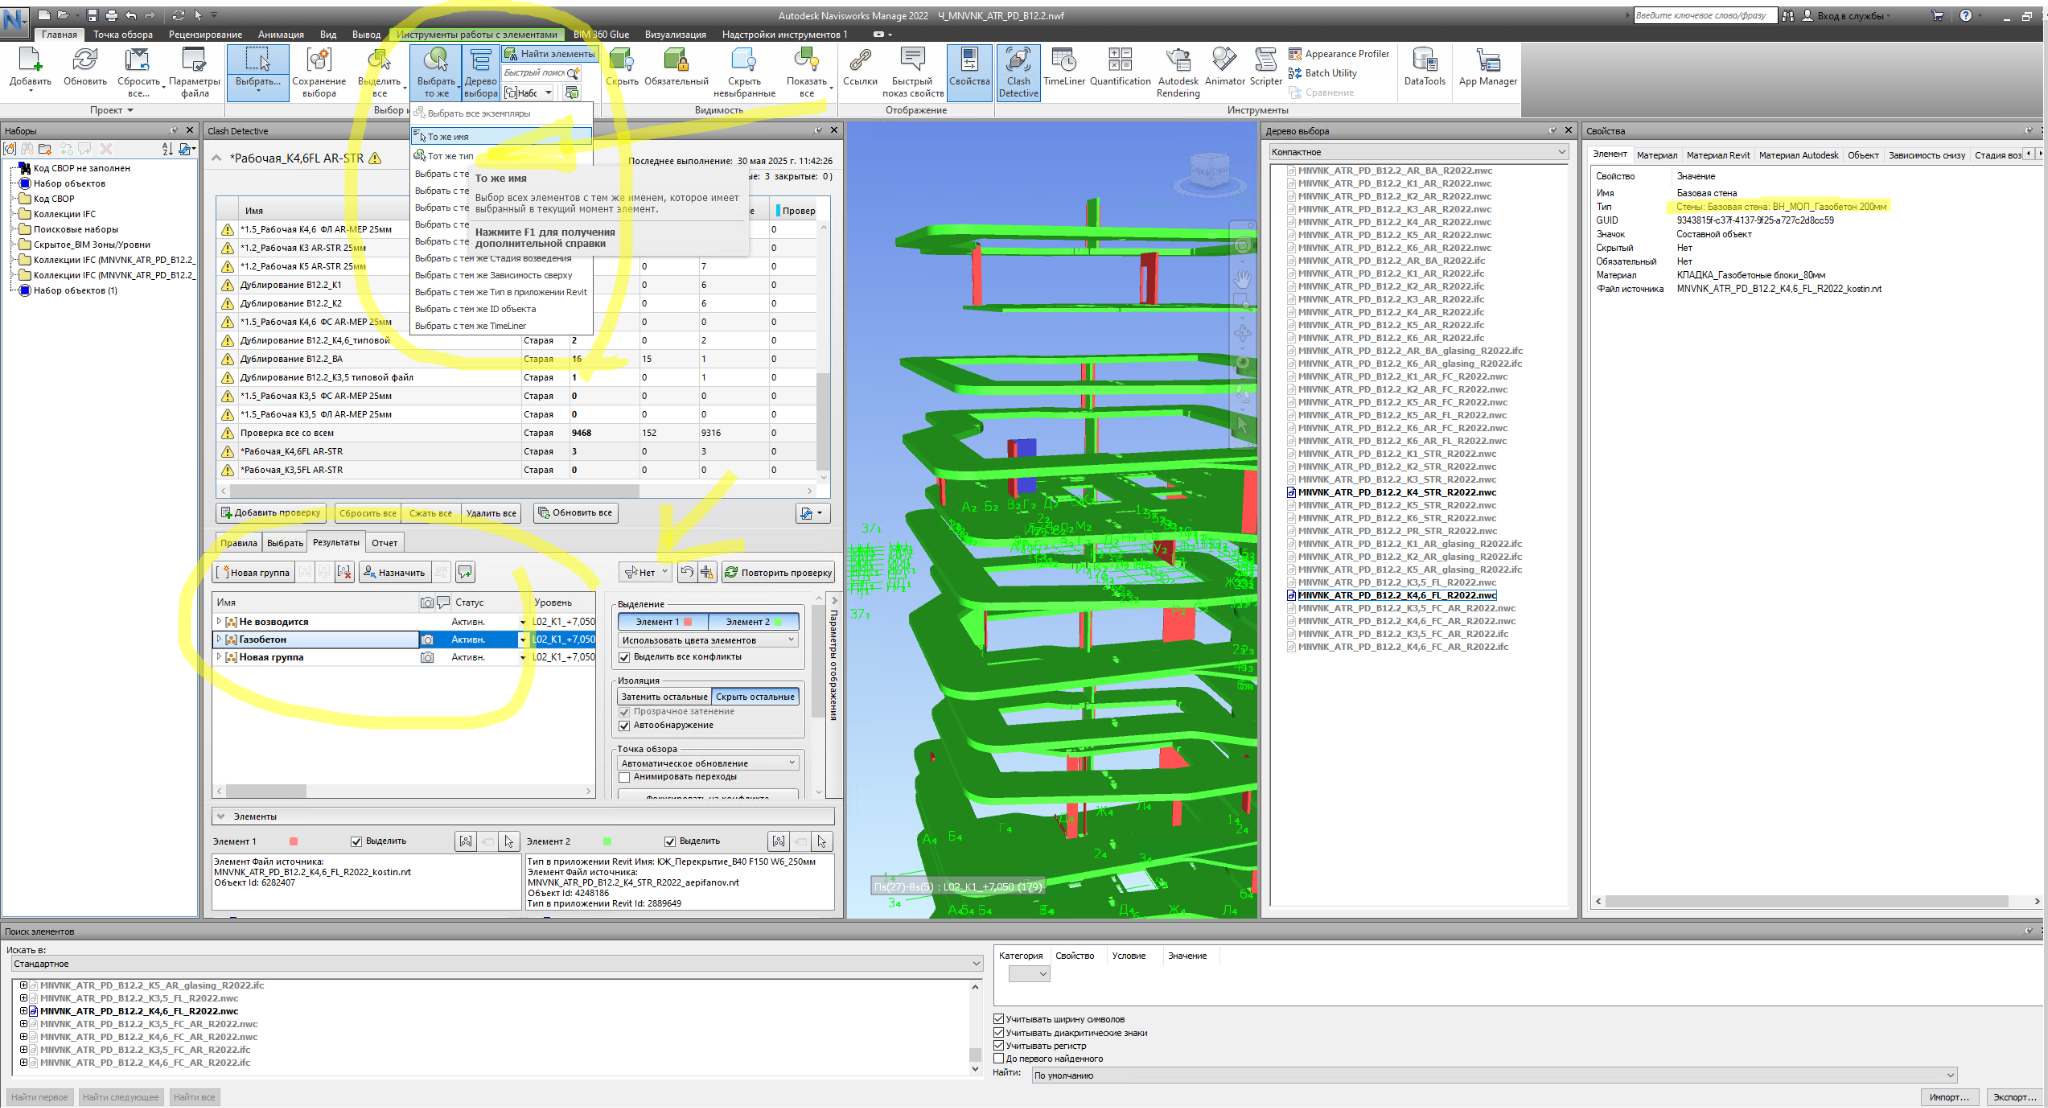 Autodesk Navisworks Manage 2022 Ч_MNVNK_ATR_PD_B12.2.nwf
Введите ключевое слово/фразу
Вход в службы
Главная
Точка обзора
Рецензирование
Анимация
Вид
Вывод
Инструменты работы с элементами
BIM 360 Glue
Визуализация
Надстройки инструментов 1
Добавить
Обновить
Сбросить все...
Параметры файла
Выбрать...
Сохранение выбора
Выделить все
Выбрать то же
Дерево выбора
Найти элементы
Быстрый поиск
Набс
Скрыть
Обязательный
Скрыть невыбранные
Показать все
Ссылки
Быстрый показ свойств
Свойства
Clash Detective
TimeLiner
Quantification
Autodesk Rendering
Animator
Scripter
Appearance Profiler
Batch Utility
Сравнение
DataTools
App Manager
Проект
Выбор и
Видимость
Отображение
Инструменты
Выбрать все экземпляры
То же имя
Тот же тип
Выбрать с те
Выбрать с те
Выбрать с те
Выбрать с те
Выбрать с те
Выбрать с тем же Стадия возведения
Выбрать с тем же Зависимость сверху
Выбрать с тем же Тип в приложении Revit
Выбрать с тем же ID объекта
Выбрать с тем же TimeLiner
То же имя
Выбор всех элементов с тем же именем, которое имеет
выбранный в текущий момент элемент.
Нажмите F1 для получения
дополнительной справки
Наборы
Код СВОР не заполнен
Набор объектов
Код СВОР
Коллекции IFC
Поисковые наборы
Скрытое_BIM Зоны/Уровни
Коллекции IFC (MNVNK_ATR_PD_B12.2_
Коллекции IFC (MNVNK_ATR_PD_B12.2_
Набор объектов (1)
Clash Detective
*Рабочая_К4,6FL AR-STR
Последнее выполнение: 30 мая 2025 г. 11:42:26
ые: 3 закрытые: 0)
Имя
е
Провер
*1.5_Рабочая К4,6 ФЛ AR-MEP 25мм 0
*1.2_Рабочая К3 AR-STR 25мм 0
*1.2_Рабочая К5 AR-STR 25мм 0 7 0
Дублирование В12.2_К1 0 6 0
Дублирование В12.2_К2 0 6 0
*1.5_Рабочая К4,6 ФС AR-MEP 25мм 0 0 0
Дублирование В12.2_К4,6_типовой Старая 2 0 2 0
Дублирование В12.2_ВА Старая 16 15 1 0
Дублирование В12.2_К3,5 типовой файл Старая 1 0 1 0
*1.5_Рабочая К3,5 ФС AR-MEP 25мм Старая 0 0 0 0
*1.5_Рабочая К3,5 ФЛ AR-MEP 25мм Старая 0 0 0 0
Проверка все со всем Старая 9468 152 9316 0
*Рабочая_К4,6FL AR-STR Старая 3 0 3 0
*Рабочая_К3,5FL AR-STR Старая 0 0 0 0
Добавить проверку
Сбросить все
Сжать все
Удалить все
Обновить все
Правила
Выбрать
Результаты
Отчет
Новая группа
Назначить
Нет
Повторить проверку
Имя Статус Уровень
Не возводится Активн. L02_K1_+7,050
Газобетон Активн. L02_K1_+7,050
Новая группа Активн. L02_K1_+7,050
Выделение
Элемент 1
Элемент 2
Использовать цвета элементов
Выделить все конфликты
Изоляция
Затенить остальные
Скрыть остальные
Прозрачное затенение
Автообнаружение
Точка обзора
Автоматическое обновление
Анимировать переходы
Параметры отображения
Элементы
Элемент 1
Выделить
Элемент 2
Выделить
Элемент Файл источника:
MNVNK_ATR_PD_B12.2_K4,6_FL_R2022_kostin.rvt
Объект Id: 6282407
Тип в приложении Revit Имя: КЖ_Перекрытие_В40 F150 W6_250мм
Элемент Файл источника:
MNVNK_ATR_PD_B12.2_K4_STR_R2022_aepifanov.rvt
Объект Id: 4248186
Тип в приложении Revit Id: 2889649
Пs(27)-Bs(5) : L02_K1_+7,050 (179)
Дерево выбора
Компактное
MNVNK_ATR_PD_B12.2_AR_BA_R2022.nwc
MNVNK_ATR_PD_B12.2_K1_AR_R2022.nwc
MNVNK_ATR_PD_B12.2_K2_AR_R2022.nwc
MNVNK_ATR_PD_B12.2_K3_AR_R2022.nwc
MNVNK_ATR_PD_B12.2_K4_AR_R2022.nwc
MNVNK_ATR_PD_B12.2_K5_AR_R2022.nwc
MNVNK_ATR_PD_B12.2_K6_AR_R2022.nwc
MNVNK_ATR_PD_B12.2_AR_BA_R2022.ifc
MNVNK_ATR_PD_B12.2_K1_AR_R2022.ifc
MNVNK_ATR_PD_B12.2_K2_AR_R2022.ifc
MNVNK_ATR_PD_B12.2_K3_AR_R2022.ifc
MNVNK_ATR_PD_B12.2_K4_AR_R2022.ifc
MNVNK_ATR_PD_B12.2_K5_AR_R2022.ifc
MNVNK_ATR_PD_B12.2_K6_AR_R2022.ifc
MNVNK_ATR_PD_B12.2_AR_BA_glasing_R2022.ifc
MNVNK_ATR_PD_B12.2_K6_AR_glasing_R2022.ifc
MNVNK_ATR_PD_B12.2_K1_AR_FC_R2022.nwc
MNVNK_ATR_PD_B12.2_K2_AR_FC_R2022.nwc
MNVNK_ATR_PD_B12.2_K5_AR_FC_R2022.nwc
MNVNK_ATR_PD_B12.2_K5_AR_FL_R2022.nwc
MNVNK_ATR_PD_B12.2_K6_AR_FC_R2022.nwc
MNVNK_ATR_PD_B12.2_K6_AR_FL_R2022.nwc
MNVNK_ATR_PD_B12.2_K1_STR_R2022.nwc
MNVNK_ATR_PD_B12.2_K2_STR_R2022.nwc
MNVNK_ATR_PD_B12.2_K3_STR_R2022.nwc
MNVNK_ATR_PD_B12.2_K4_STR_R2022.nwc
MNVNK_ATR_PD_B12.2_K5_STR_R2022.nwc
MNVNK_ATR_PD_B12.2_K6_STR_R2022.nwc
MNVNK_ATR_PD_B12.2_PR_STR_R2022.nwc
MNVNK_ATR_PD_B12.2_K1_AR_glasing_R2022.ifc
MNVNK_ATR_PD_B12.2_K2_AR_glasing_R2022.ifc
MNVNK_ATR_PD_B12.2_K5_AR_glasing_R2022.ifc
MNVNK_ATR_PD_B12.2_K3,5_FL_R2022.nwc
MNVNK_ATR_PD_B12.2_K4,6_FL_R2022.nwc
MNVNK_ATR_PD_B12.2_K3,5_FC_AR_R2022.nwc
MNVNK_ATR_PD_B12.2_K4,6_FC_AR_R2022.nwc
MNVNK_ATR_PD_B12.2_K3,5_FC_AR_R2022.ifc
MNVNK_ATR_PD_B12.2_K4,6_FC_AR_R2022.ifc
Свойства
Элемент
Материал
Материал Revit
Материал Autodesk
Объект
Зависимость снизу
Стадия воз
Свойство Значение
Имя Базовая стена
Тип Стены: Базовая стена: ВН_МОП_Газобетон 200мм
GUID 9343815f-c37f-4137-9f25-a727c2d8cc59
Значок Составной объект
Скрытый Нет
Обязательный Нет
Материал КЛАДКА_Газобетонные блоки_80мм
Файл источника MNVNK_ATR_PD_B12.2_K4,6_FL_R2022_kostin.rvt
Поиск элементов
Искать в:
Стандартное
MNVNK_ATR_PD_B12.2_K5_AR_glasing_R2022.ifc
MNVNK_ATR_PD_B12.2_K3,5_FL_R2022.nwc
MNVNK_ATR_PD_B12.2_K4,6_FL_R2022.nwc
MNVNK_ATR_PD_B12.2_K3,5_FC_AR_R2022.nwc
MNVNK_ATR_PD_B12.2_K4,6_FC_AR_R2022.nwc
MNVNK_ATR_PD_B12.2_K3,5_FC_AR_R2022.ifc
MNVNK_ATR_PD_B12.2_K4,6_FC_AR_R2022.ifc
Найти первое
Найти следующее
Найти все
Категория Свойство Условие Значение
Учитывать ширину символов
Учитывать диакритические знаки
Учитывать регистр
До первого найденного
Найти:
По умолчанию
Импорт...
Экспорт...